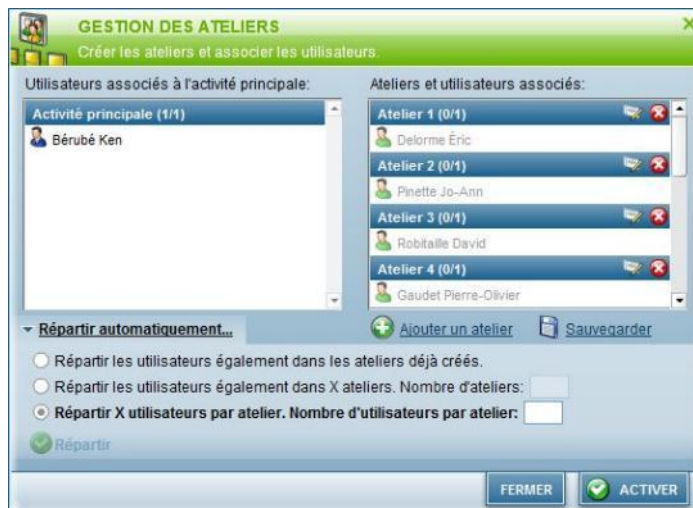 GESTION DES ATELIERS
Créer les ateliers et associer les utilisateurs.
Utilisateurs associés à l'activité principale:
Activité principale (1/1)
Bérubé Ken
Ateliers et utilisateurs associés:
Atelier 1 (0/1)
Delorme Éric
Atelier 2 (0/1)
Pinette Jo-Ann
Atelier 3 (0/1)
Robitaille David
Atelier 4 (0/1)
Gaudet Pierre-Olivier
Répartir automatiquement...
Ajouter un atelier
Sauvegarder
Répartir les utilisateurs également dans les ateliers déjà créés.
Répartir les utilisateurs également dans X ateliers. Nombre d'ateliers:
Répartir X utilisateurs par atelier. Nombre d'utilisateurs par atelier:
Répartir
FERMER
ACTIVER